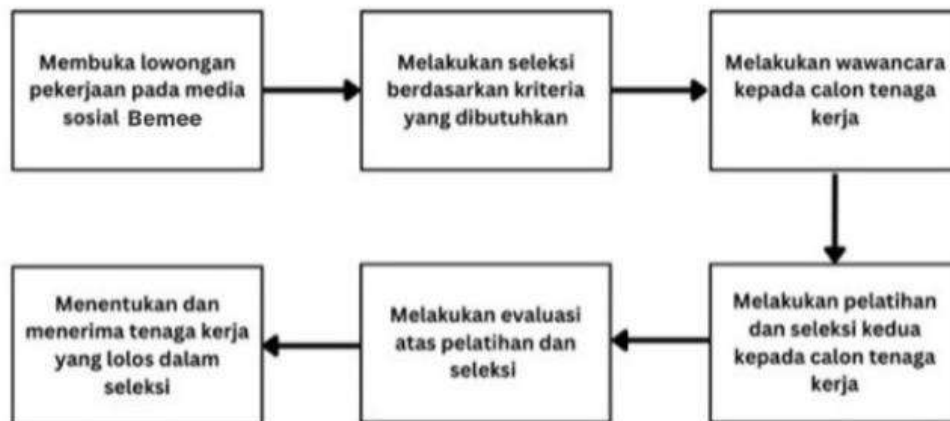 Membuka lowongan
pekerjaan pada media
sosial Bemee
Melakukan seleksi
berdasarkan kriteria
yang dibutuhkan
Melakukan wawancara
kepada calon tenaga
kerja
Melakukan pelatihan
dan seleksi kedua
kepada calon tenaga
kerja
Melakukan evaluasi
atas pelatihan dan
seleksi
Menentukan dan
menerima tenaga kerja
yang lolos dalam
seleksi